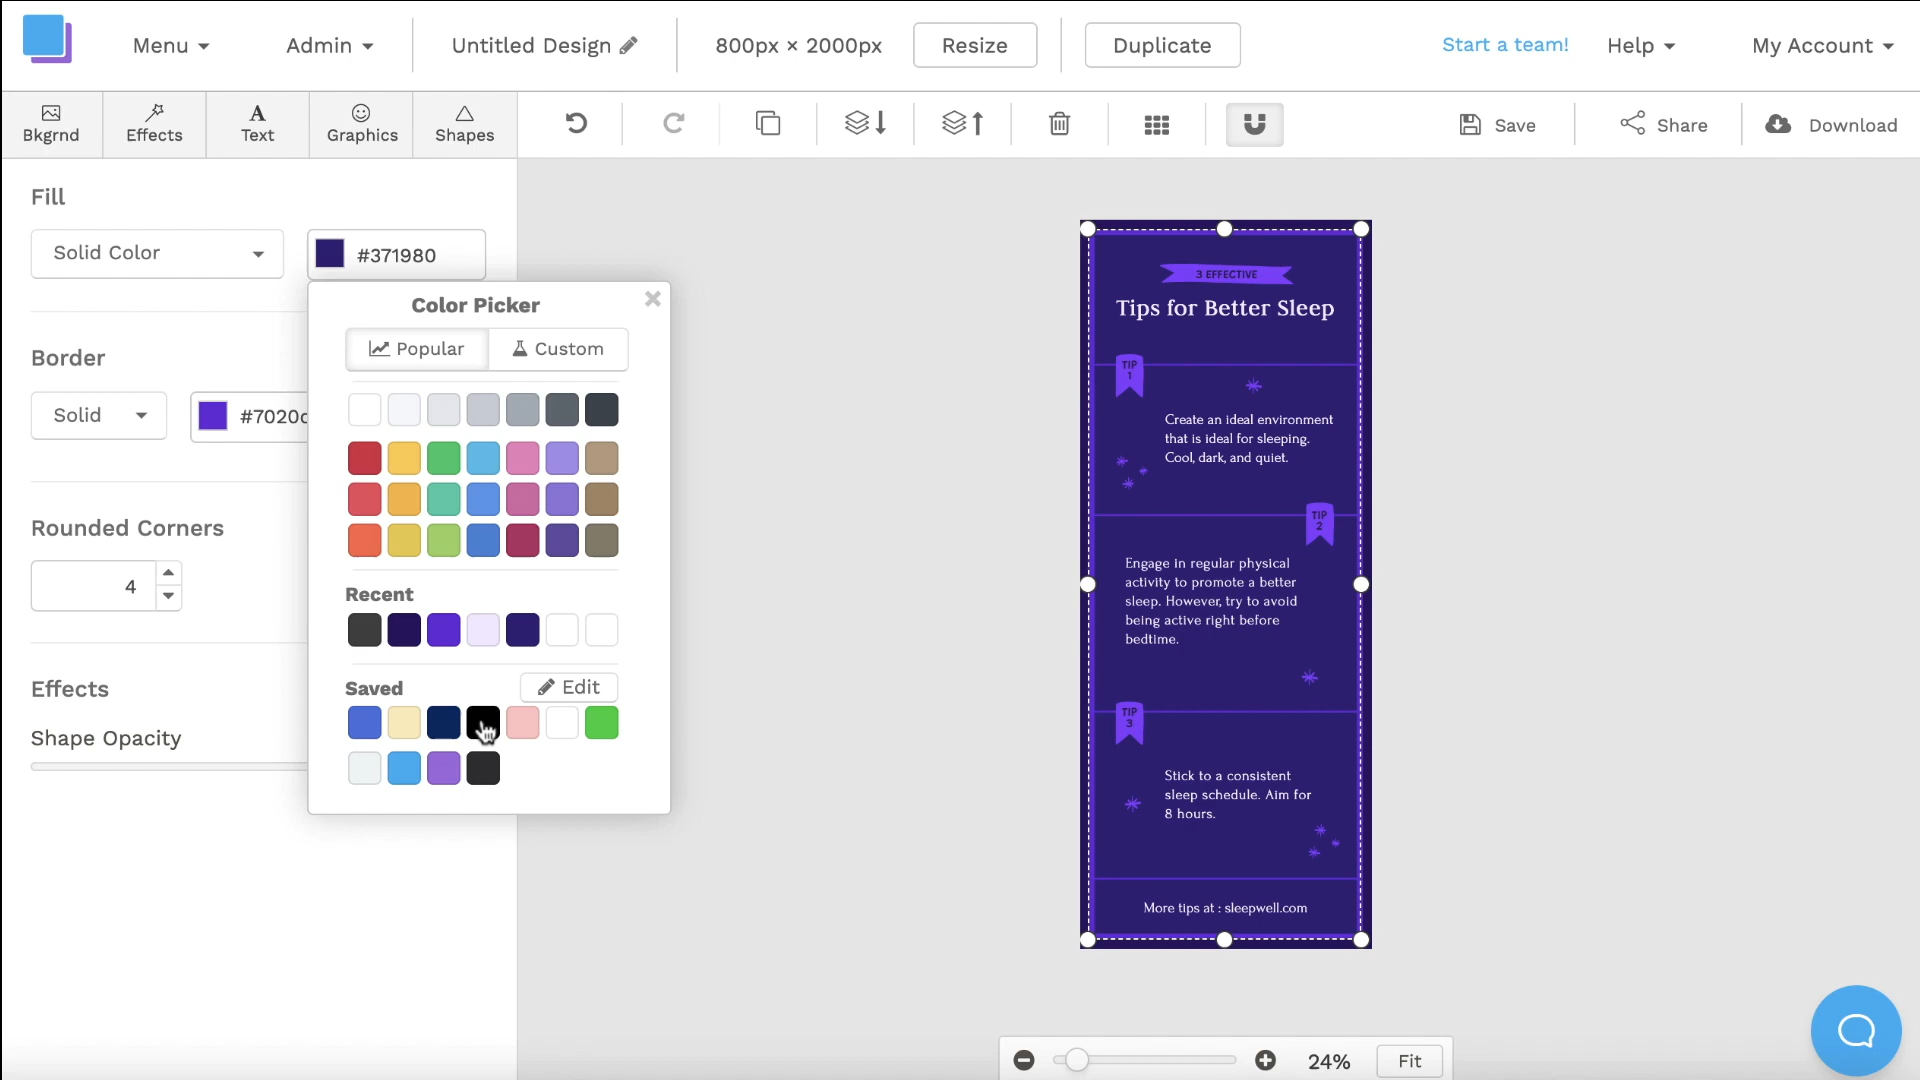 Menu
Admin
Untitled Design
800px × 2000px
Resize
Duplicate
Start a team!
Help
My Account
Bkgrnd
Effects
Text
Graphics
Shapes
Save
Share
Download
Fill
Solid Color
#371980
Color Picker
Popular
Custom
Border
Solid
#7020
Rounded Corners
4
Recent
Saved
Edit
Effects
Shape Opacity
3 EFFECTIVE
Tips for Better Sleep
TIP
1
Create an ideal environment
that is ideal for sleeping.
Cool, dark, and quiet.
TIP
2
Engage in regular physical
activity to promote a better
sleep. However, try to avoid
being active right before
bedtime.
TIP
3
Stick to a consistent
sleep schedule. Aim for
8 hours.
More tips at : sleepwell.com
24%
Fit